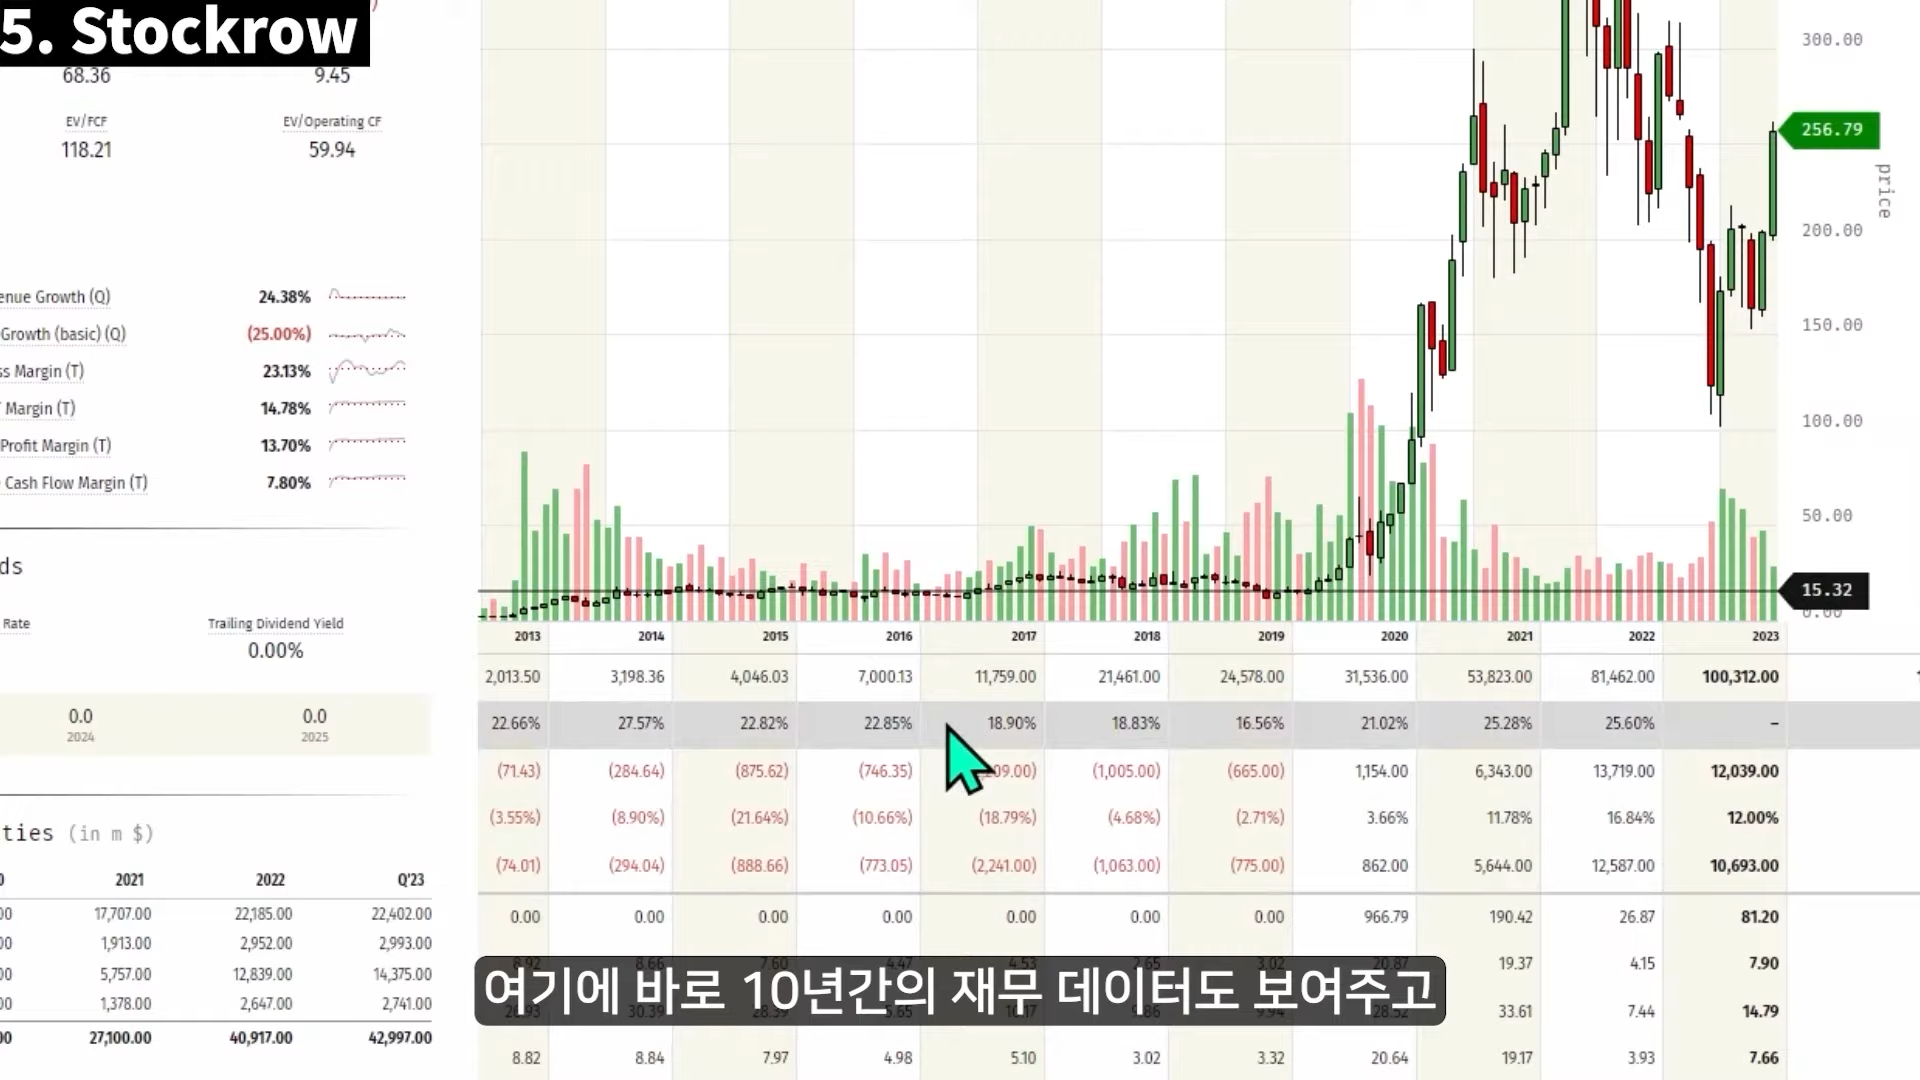 5. Stockrow
68.36 9.45
EV/FCF EV/Operating CF
118.21 59.94
enue Growth (Q) 24.38%
Growth (basic) (Q) (25.00%)
ss Margin (T) 23.13%
Margin (T) 14.78%
Profit Margin (T) 13.70%
Cash Flow Margin (T) 7.80%
ds
Rate Trailing Dividend Yield
0.00%
0.0 0.0
2024 2025
ties (in m $)
0 2021 2022 Q'23
00 17,707.00 22,185.00 22,402.00
00 1,913.00 2,952.00 2,993.00
00 5,757.00 12,839.00 14,375.00
00 1,378.00 2,647.00 2,741.00
00 27,100.00 40,917.00 42,997.00
300.00
256.79
price
200.00
150.00
100.00
50.00
15.32
0.00
2013 2014 2015 2016 2017 2018 2019 2020 2021 2022 2023
2,013.50 3,198.36 4,046.03 7,000.13 11,759.00 21,461.00 24,578.00 31,536.00 53,823.00 81,462.00 100,312.00
22.66% 27.57% 22.82% 22.85% 18.90% 18.83% 16.56% 21.02% 25.28% 25.60% –
(71.43) (284.64) (875.62) (746.35) 09.00) (1,005.00) (665.00) 1,154.00 6,343.00 13,719.00 12,039.00
(3.55%) (8.90%) (21.64%) (10.66%) (18.79%) (4.68%) (2.71%) 3.66% 11.78% 16.84% 12.00%
(74.01) (294.04) (888.66) (773.05) (2,241.00) (1,063.00) (775.00) 862.00 5,644.00 12,587.00 10,693.00
0.00 0.00 0.00 0.00 0.00 0.00 0.00 966.79 190.42 26.87 81.20
19.37 4.15 7.90
여기에 바로 10년간의 재무 데이터도 보여주고
33.61 7.44 14.79
8.82 8.84 7.97 4.98 5.10 3.02 3.32 20.64 19.17 3.93 7.66